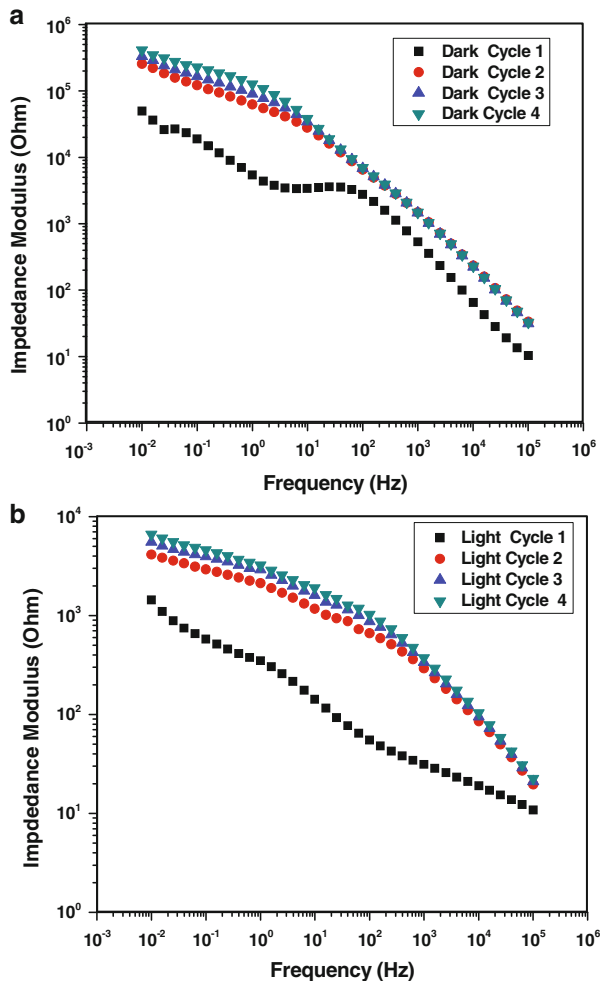 a
10^6
10^5
10^4
10^3
10^2
10^1
10^0
Impdedance Modulus (Ohm)
Dark Cycle 1
Dark Cycle 2
Dark Cycle 3
Dark Cycle 4
10^-3 10^-2 10^-1 10^0 10^1 10^2 10^3 10^4 10^5 10^6
Frequency (Hz)
b
10^4
10^3
10^2
10^1
10^0
Impdedance Modulus (Ohm)
Light Cycle 1
Light Cycle 2
Light Cycle 3
Light Cycle 4
10^-3 10^-2 10^-1 10^0 10^1 10^2 10^3 10^4 10^5 10^6
Frequency (Hz)